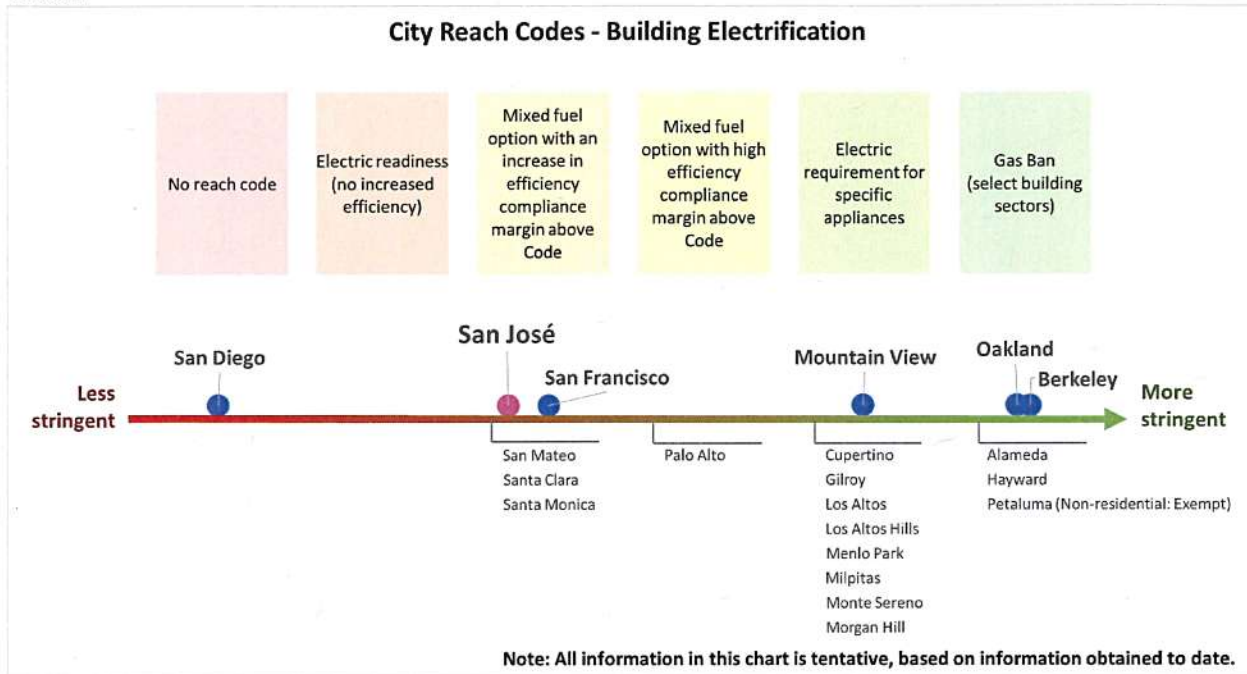 City Reach Codes - Building Electrification
No reach code
Electric readiness
(no increased
efficiency)
Mixed fuel
option with an
increase in
efficiency
compliance
margin above
Code
Mixed fuel
option with high
efficiency
compliance
margin above
Code
Electric
requirement for
specific
appliances
Gas Ban
(select building
sectors)
San Diego
San José
San Francisco
Mountain View
Oakland
Berkeley
Less
stringent
More
stringent
San Mateo
Santa Clara
Santa Monica
Palo Alto
Cupertino
Gilroy
Los Altos
Los Altos Hills
Menlo Park
Milpitas
Monte Sereno
Morgan Hill
Alameda
Hayward
Petaluma (Non-residential: Exempt)
Note: All information in this chart is tentative, based on information obtained to date.